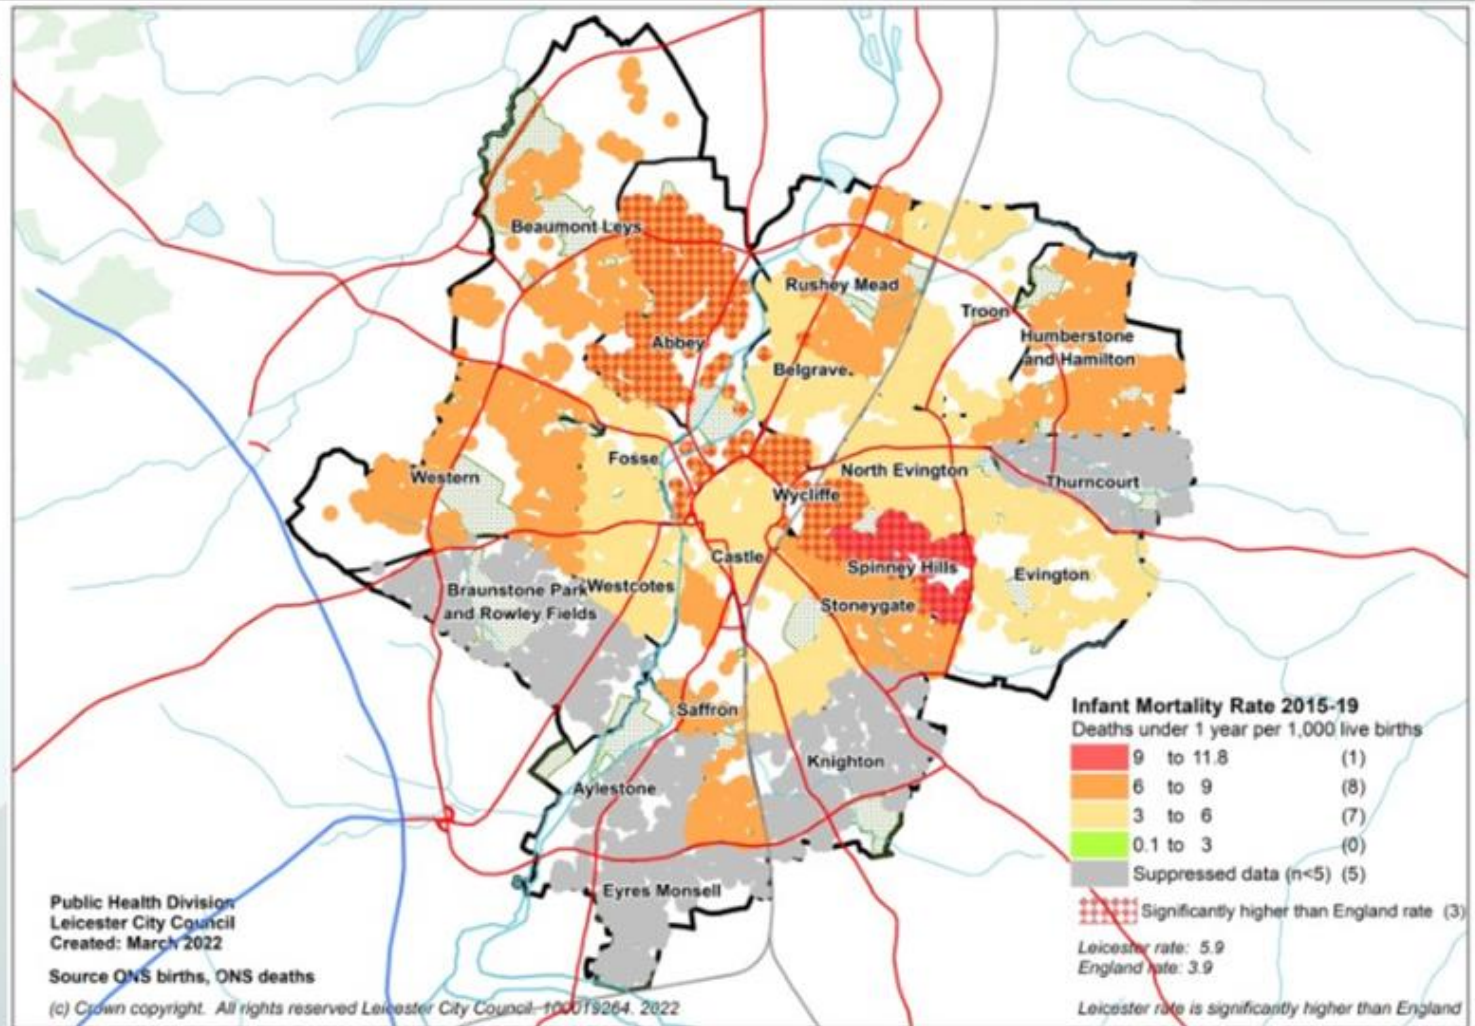 Beaumont Leys
Rushey Mead
Troon
Humberstone
and Hamilton
Abbey
Belgrave
Fosse
Western
North Evington
Thurncourt
Wycliffe
Castle
Spinney Hills
Evington
Braunstone Park
and Rowley Fields
Westcotes
Stoneygate
Saffron
Knighton
Aylestone
Eyres Monsell
Infant Mortality Rate 2015-19
Deaths under 1 year per 1,000 live births
9 to 11.8 (1)
6 to 9 (8)
3 to 6 (7)
0.1 to 3 (0)
Suppressed data (n<5) (5)
Significantly higher than England rate (3)
Leicester rate: 5.9
England rate: 3.9
Leicester rate is significantly higher than England
Public Health Division
Leicester City Council
Created: March 2022
Source ONS births, ONS deaths
(c) Crown copyright. All rights reserved Leicester City Council. 100019264. 2022